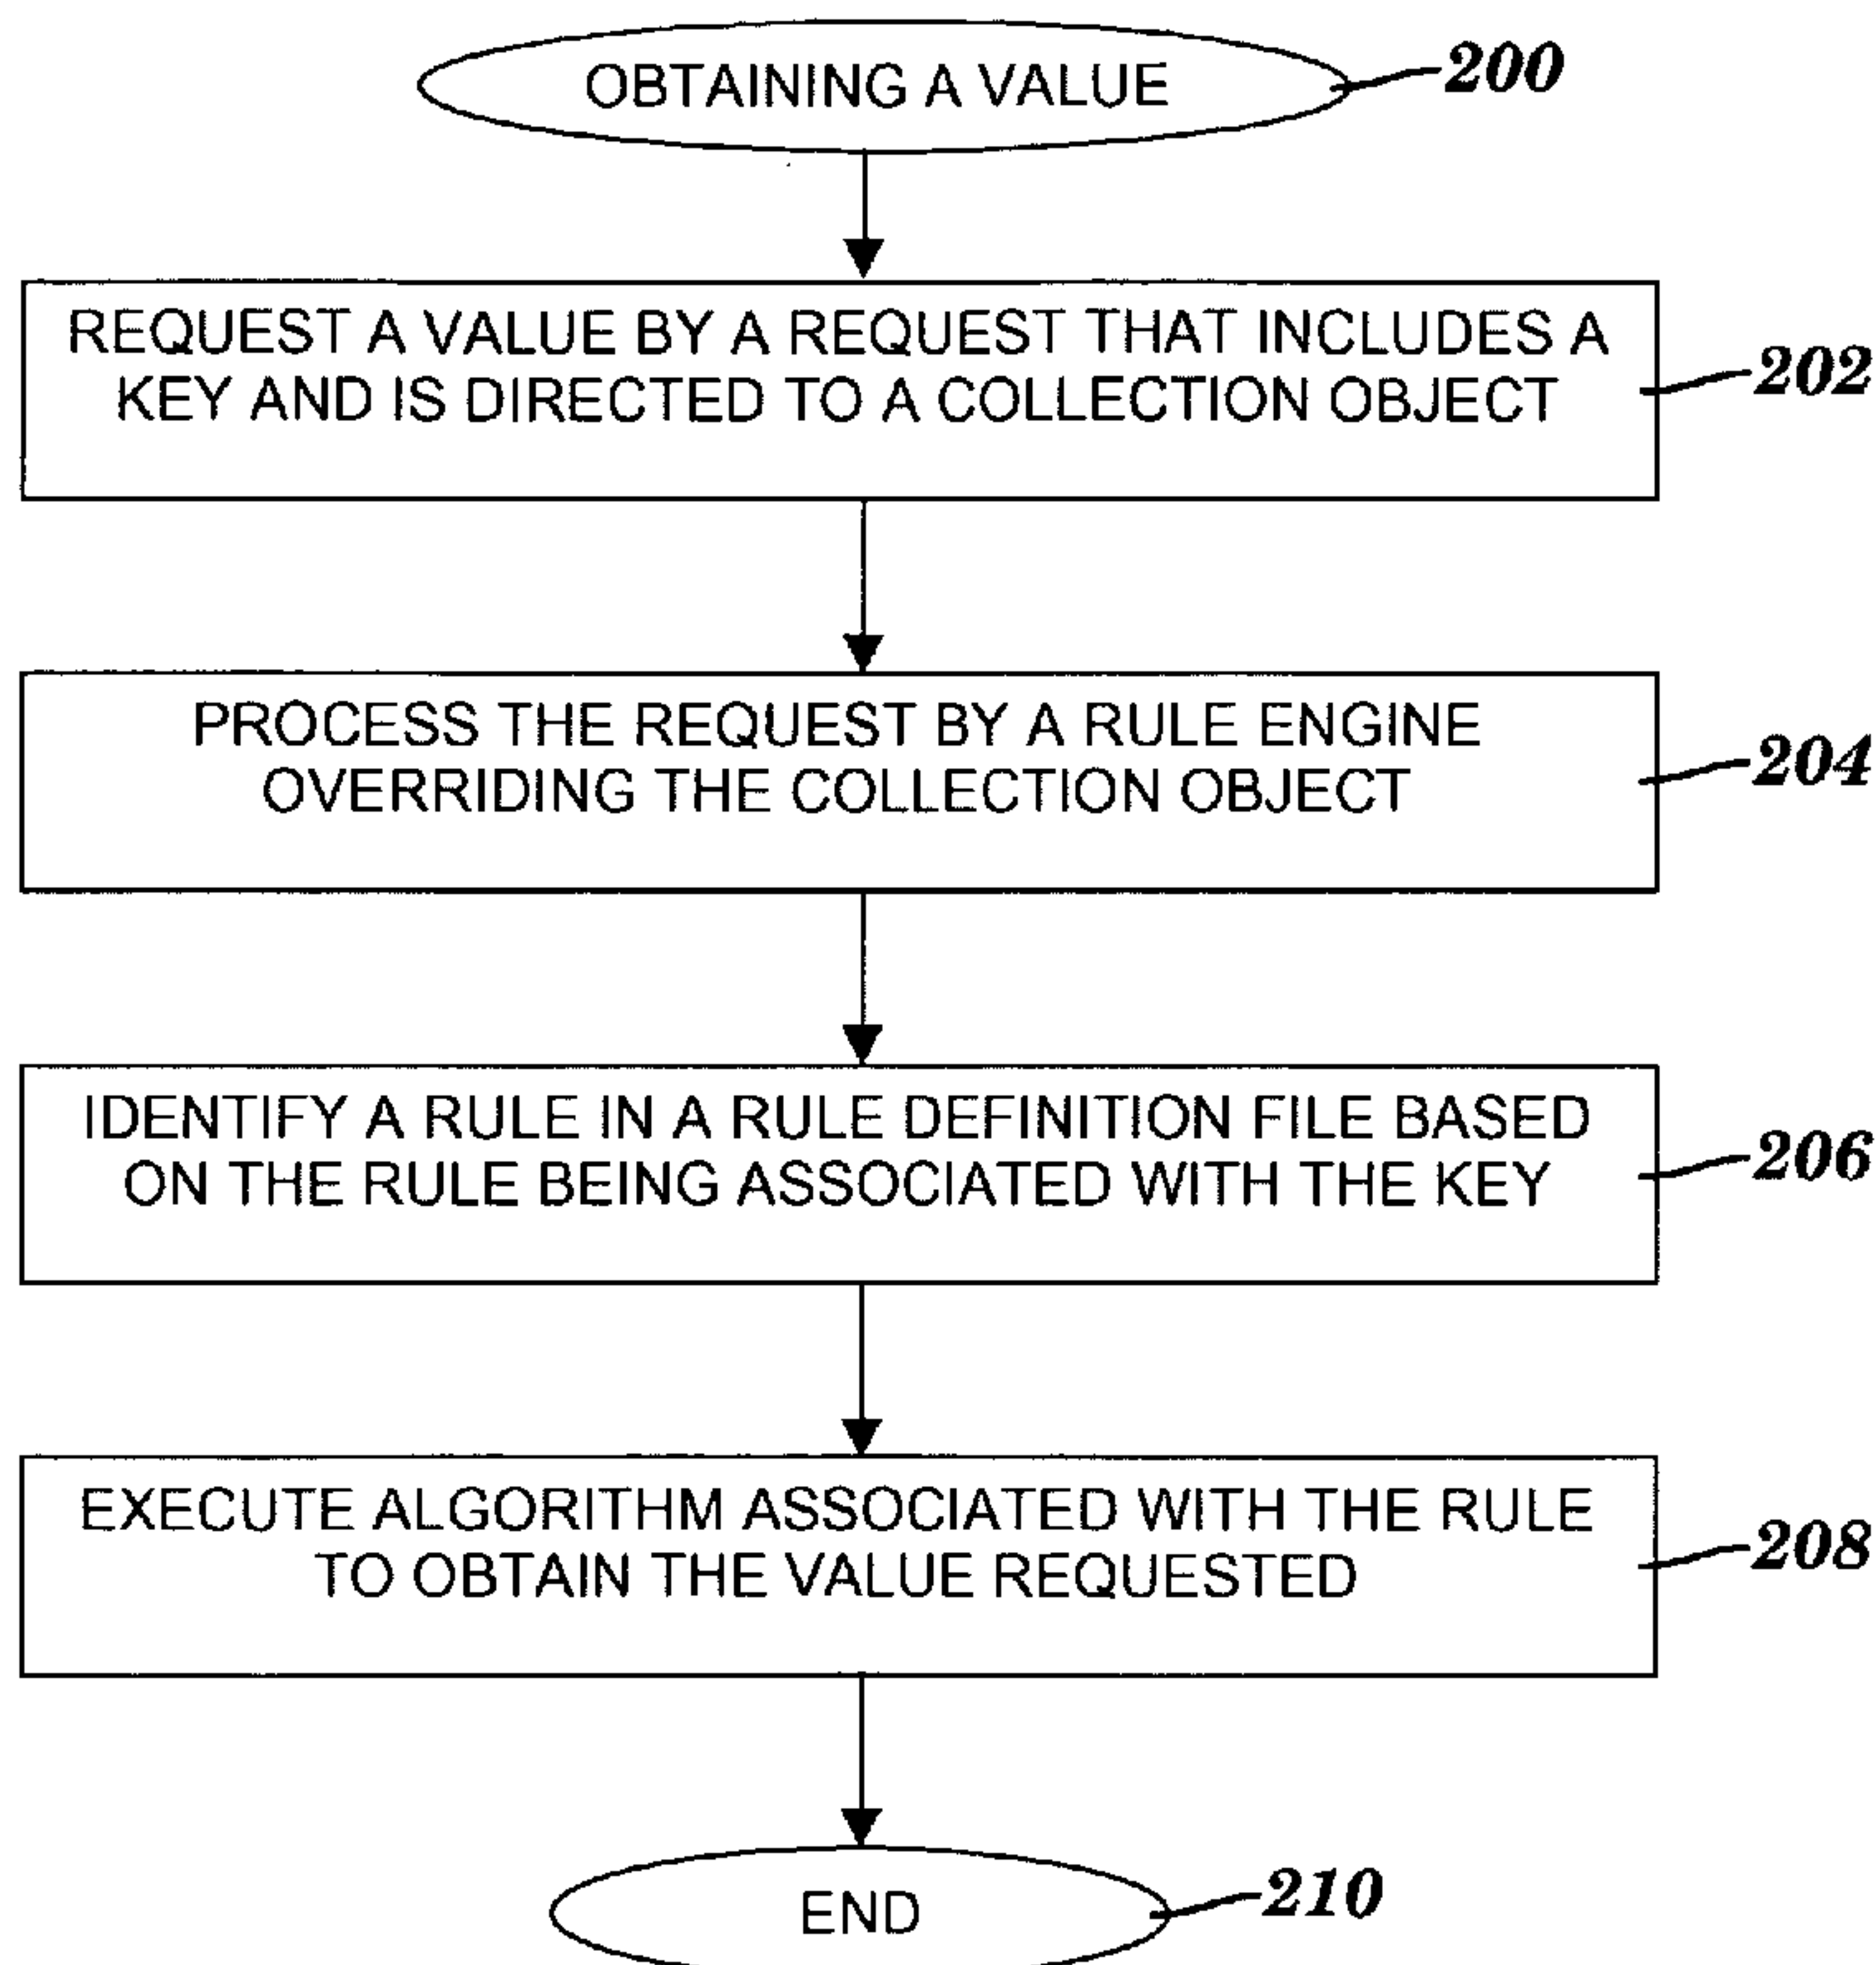 OBTAINING A VALUE
200
REQUEST A VALUE BY A REQUEST THAT INCLUDES A
KEY AND IS DIRECTED TO A COLLECTION OBJECT
202
PROCESS THE REQUEST BY A RULE ENGINE
OVERRIDING THE COLLECTION OBJECT
204
IDENTIFY A RULE IN A RULE DEFINITION FILE BASED
ON THE RULE BEING ASSOCIATED WITH THE KEY
206
EXECUTE ALGORITHM ASSOCIATED WITH THE RULE
TO OBTAIN THE VALUE REQUESTED
208
END
210